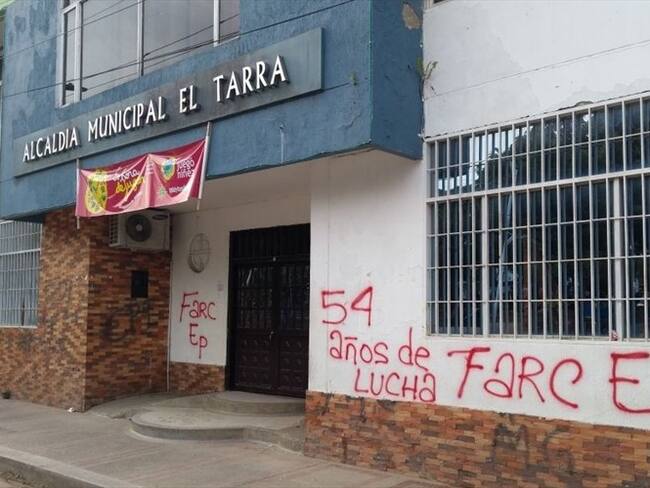 ALCALDIA MUNICIPAL EL TARRA
FARC
EP
54
años de
LUCHA
FARC E